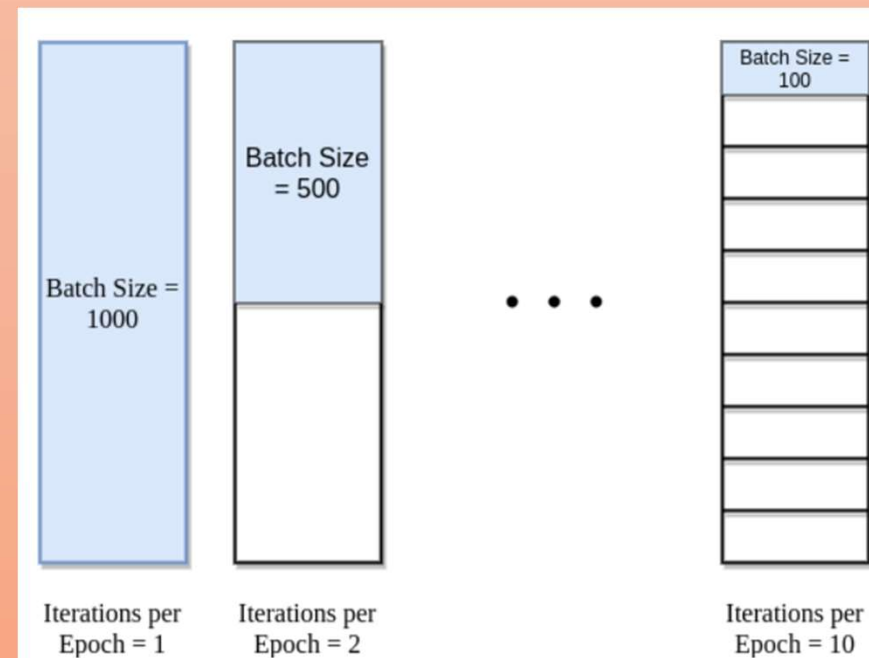 Batch Size =
1000
Batch Size
= 500
Batch Size =
100
Iterations per
Epoch = 1
Iterations per
Epoch = 2
Iterations per
Epoch = 10